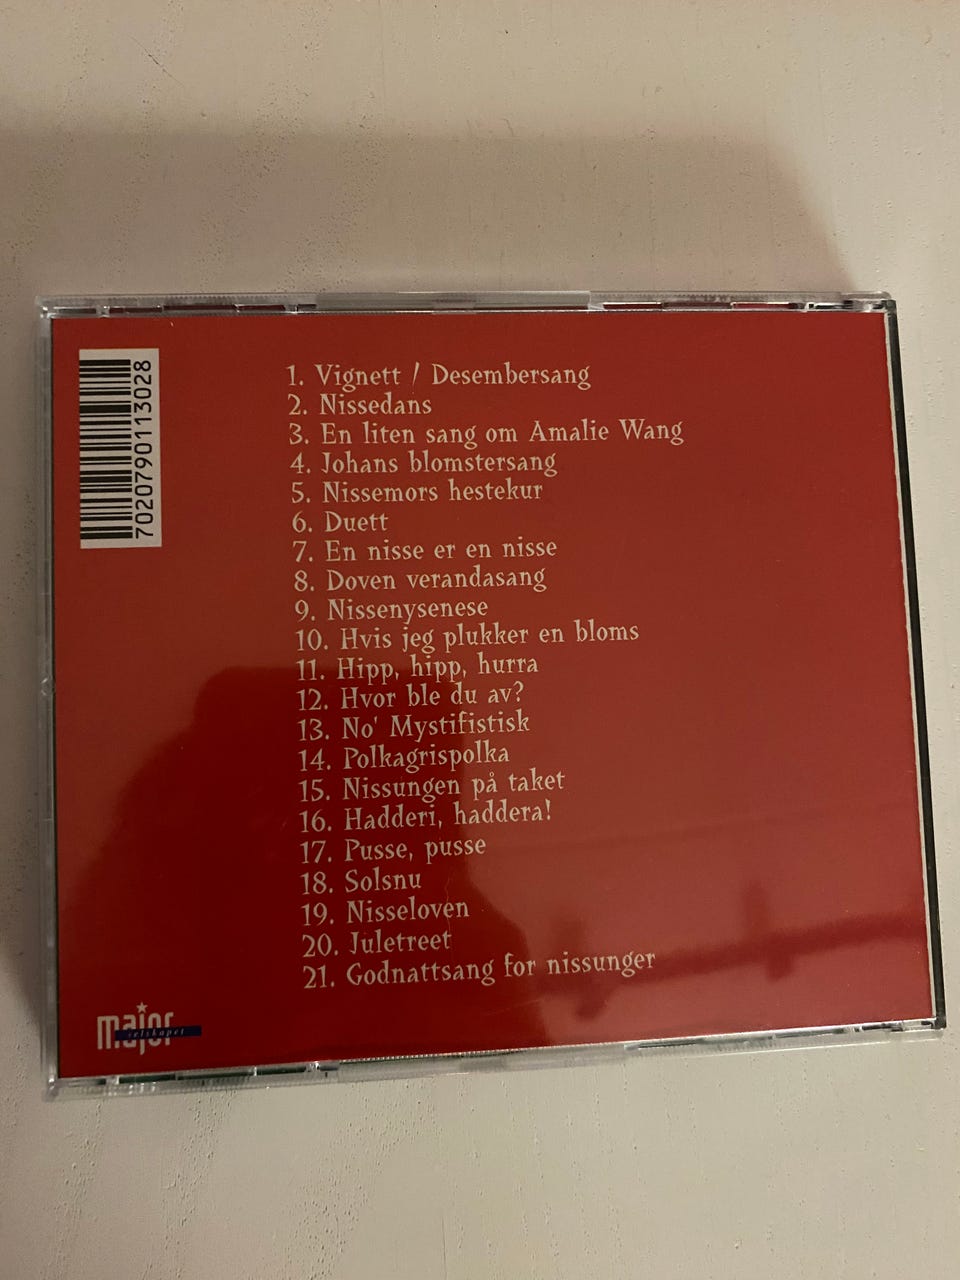 7020790113028
1. Vignett / Desembersang
2. Nissedans
3. En liten sang om Amalie Wang
4. Johans blomstersang
5. Nissemors hestekur
6. Duett
7. En nisse er en nisse
8. Doven verandasang
9. Nissenysenese
10. Hvis jeg plukker en bloms
11. Hipp, hipp, hurra
12. Hvor ble du av?
13. No' Mystifistisk
14. Polkagrispolka
15. Nissungen på taket
16. Hadderi, haddera!
17. Pusse, pusse
18. Solsnu
19. Nisseloven
20. Juletreet
21. Godnattsang for nissunger
major
selskapet